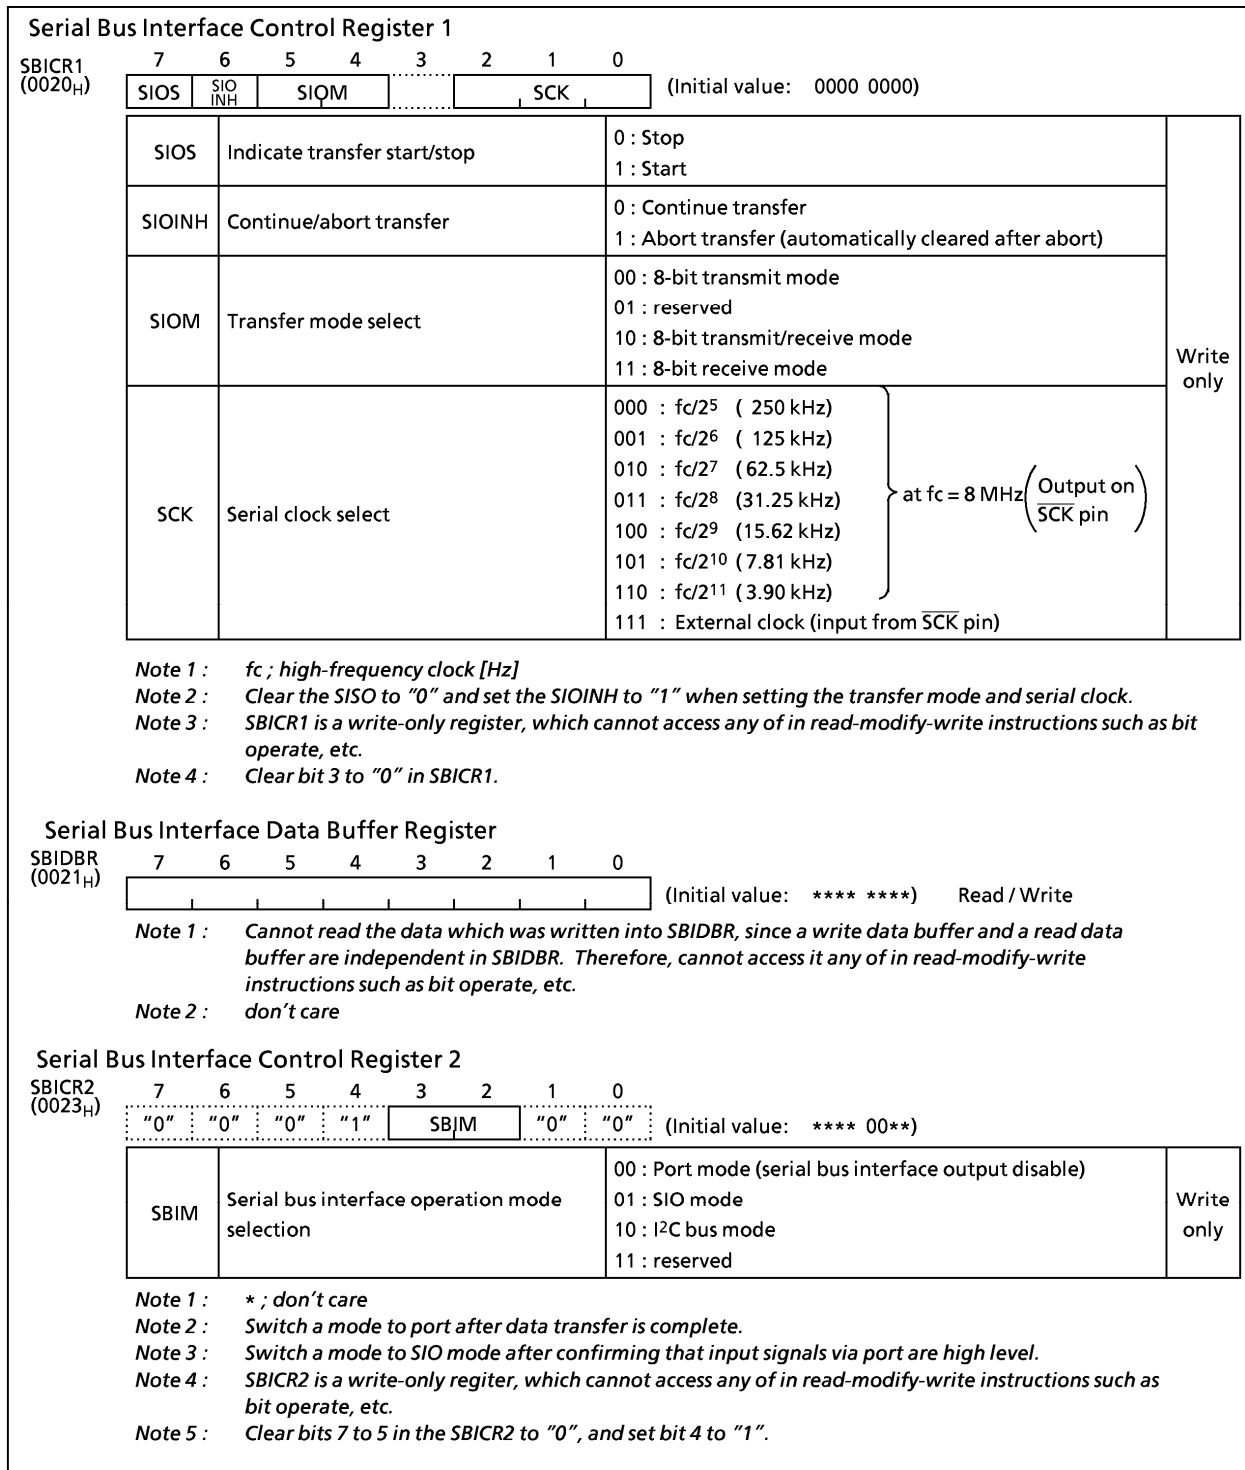 Serial Bus Interface Control Register 1
SBICR1
(0020H)
7 6 5 4 3 2 1 0
SIOS SIO INH SIOM SCK (Initial value: 0000 0000)
SIOS Indicate transfer start/stop
0 : Stop
1 : Start
SIOINH Continue/abort transfer
0 : Continue transfer
1 : Abort transfer (automatically cleared after abort)
SIOM Transfer mode select
00 : 8-bit transmit mode
01 : reserved
10 : 8-bit transmit/receive mode
11 : 8-bit receive mode
SCK Serial clock select
000 : fc/2⁵ ( 250 kHz)
001 : fc/2⁶ ( 125 kHz)
010 : fc/2⁷ (62.5 kHz)
011 : fc/2⁸ (31.25 kHz)
100 : fc/2⁹ (15.62 kHz)
101 : fc/2¹⁰ (7.81 kHz)
110 : fc/2¹¹ (3.90 kHz)
at fc = 8 MHz (Output on SCK pin)
111 : External clock (input from SCK pin)
Write
only
Note 1 : fc ; high-frequency clock [Hz]
Note 2 : Clear the SISO to "0" and set the SIOINH to "1" when setting the transfer mode and serial clock.
Note 3 : SBICR1 is a write-only register, which cannot access any of in read-modify-write instructions such as bit
operate, etc.
Note 4 : Clear bit 3 to "0" in SBICR1.
Serial Bus Interface Data Buffer Register
SBIDBR
(0021H)
7 6 5 4 3 2 1 0
(Initial value: **** ****) Read / Write
Note 1 : Cannot read the data which was written into SBIDBR, since a write data buffer and a read data
buffer are independent in SBIDBR. Therefore, cannot access it any of in read-modify-write
instructions such as bit operate, etc.
Note 2 : don't care
Serial Bus Interface Control Register 2
SBICR2
(0023H)
7 6 5 4 3 2 1 0
"0" "0" "0" "1" SBIM "0" "0" (Initial value: **** 00**)
SBIM
Serial bus interface operation mode
selection
00 : Port mode (serial bus interface output disable)
01 : SIO mode
10 : I²C bus mode
11 : reserved
Write
only
Note 1 : * ; don't care
Note 2 : Switch a mode to port after data transfer is complete.
Note 3 : Switch a mode to SIO mode after confirming that input signals via port are high level.
Note 4 : SBICR2 is a write-only regiter, which cannot access any of in read-modify-write instructions such as
bit operate, etc.
Note 5 : Clear bits 7 to 5 in the SBICR2 to "0", and set bit 4 to "1".